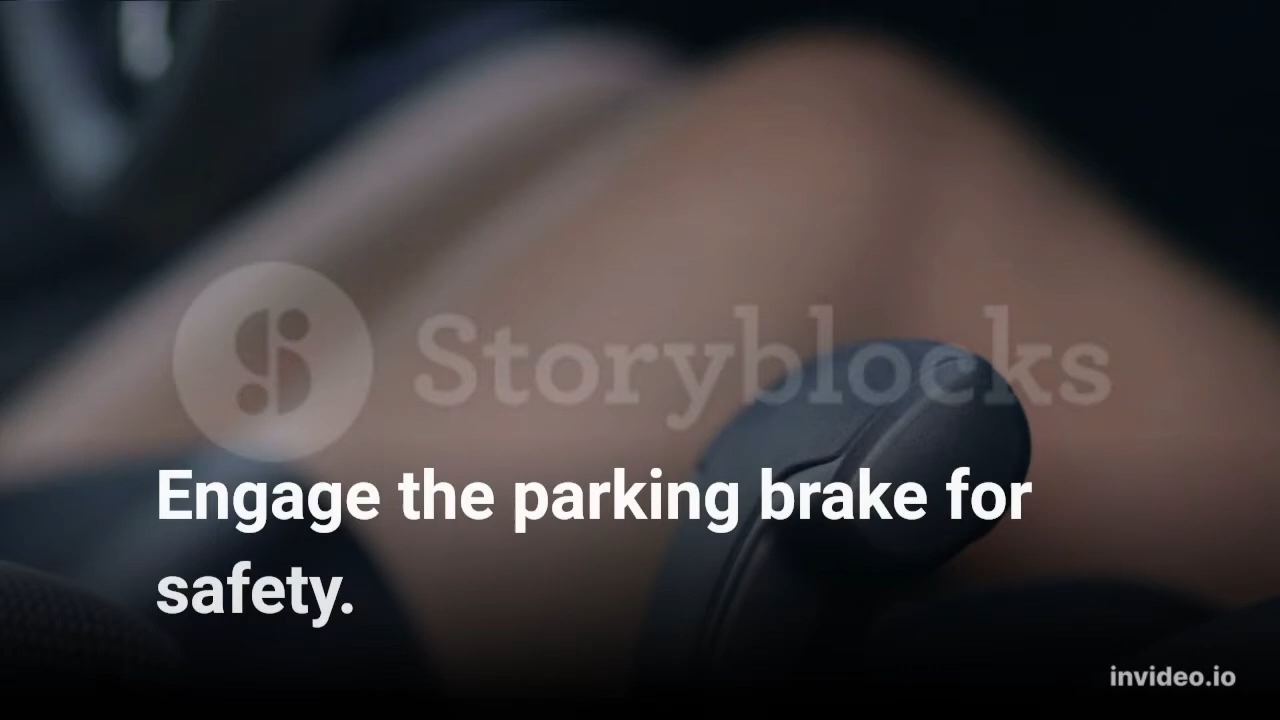 Storyblocks
Engage the parking brake for
safety.
invideo.io